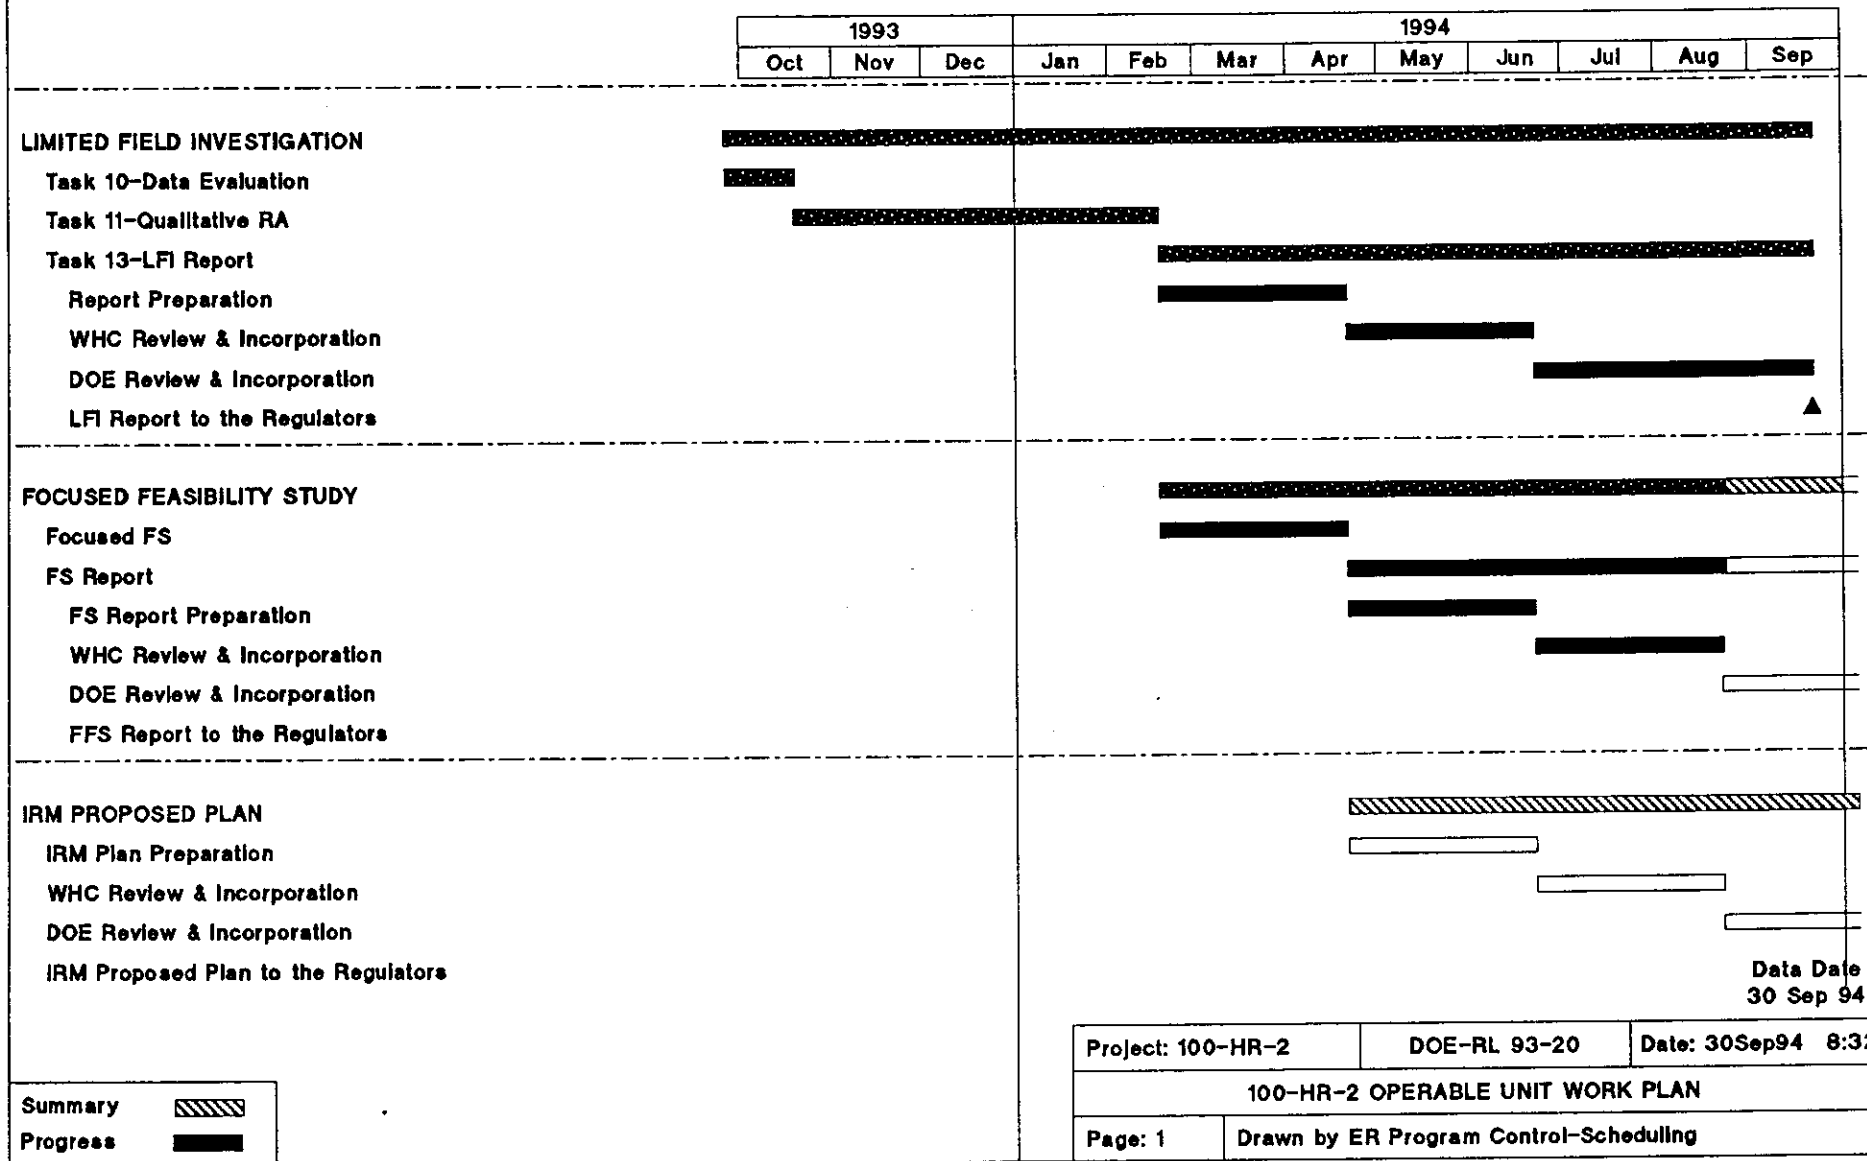 1993 1994
Oct Nov Dec Jan Feb Mar Apr May Jun Jul Aug Sep
LIMITED FIELD INVESTIGATION
Task 10-Data Evaluation
Task 11-Qualitative RA
Task 13-LFI Report
Report Preparation
WHC Review & Incorporation
DOE Review & Incorporation
LFI Report to the Regulators
FOCUSED FEASIBILITY STUDY
Focused FS
FS Report
FS Report Preparation
WHC Review & Incorporation
DOE Review & Incorporation
FFS Report to the Regulators
IRM PROPOSED PLAN
IRM Plan Preparation
WHC Review & Incorporation
DOE Review & Incorporation
IRM Proposed Plan to the Regulators
Data Date
30 Sep 94
Project: 100-HR-2 DOE-RL 93-20 Date: 30Sep94 8:32
100-HR-2 OPERABLE UNIT WORK PLAN
Page: 1 Drawn by ER Program Control-Scheduling
Summary
Progress